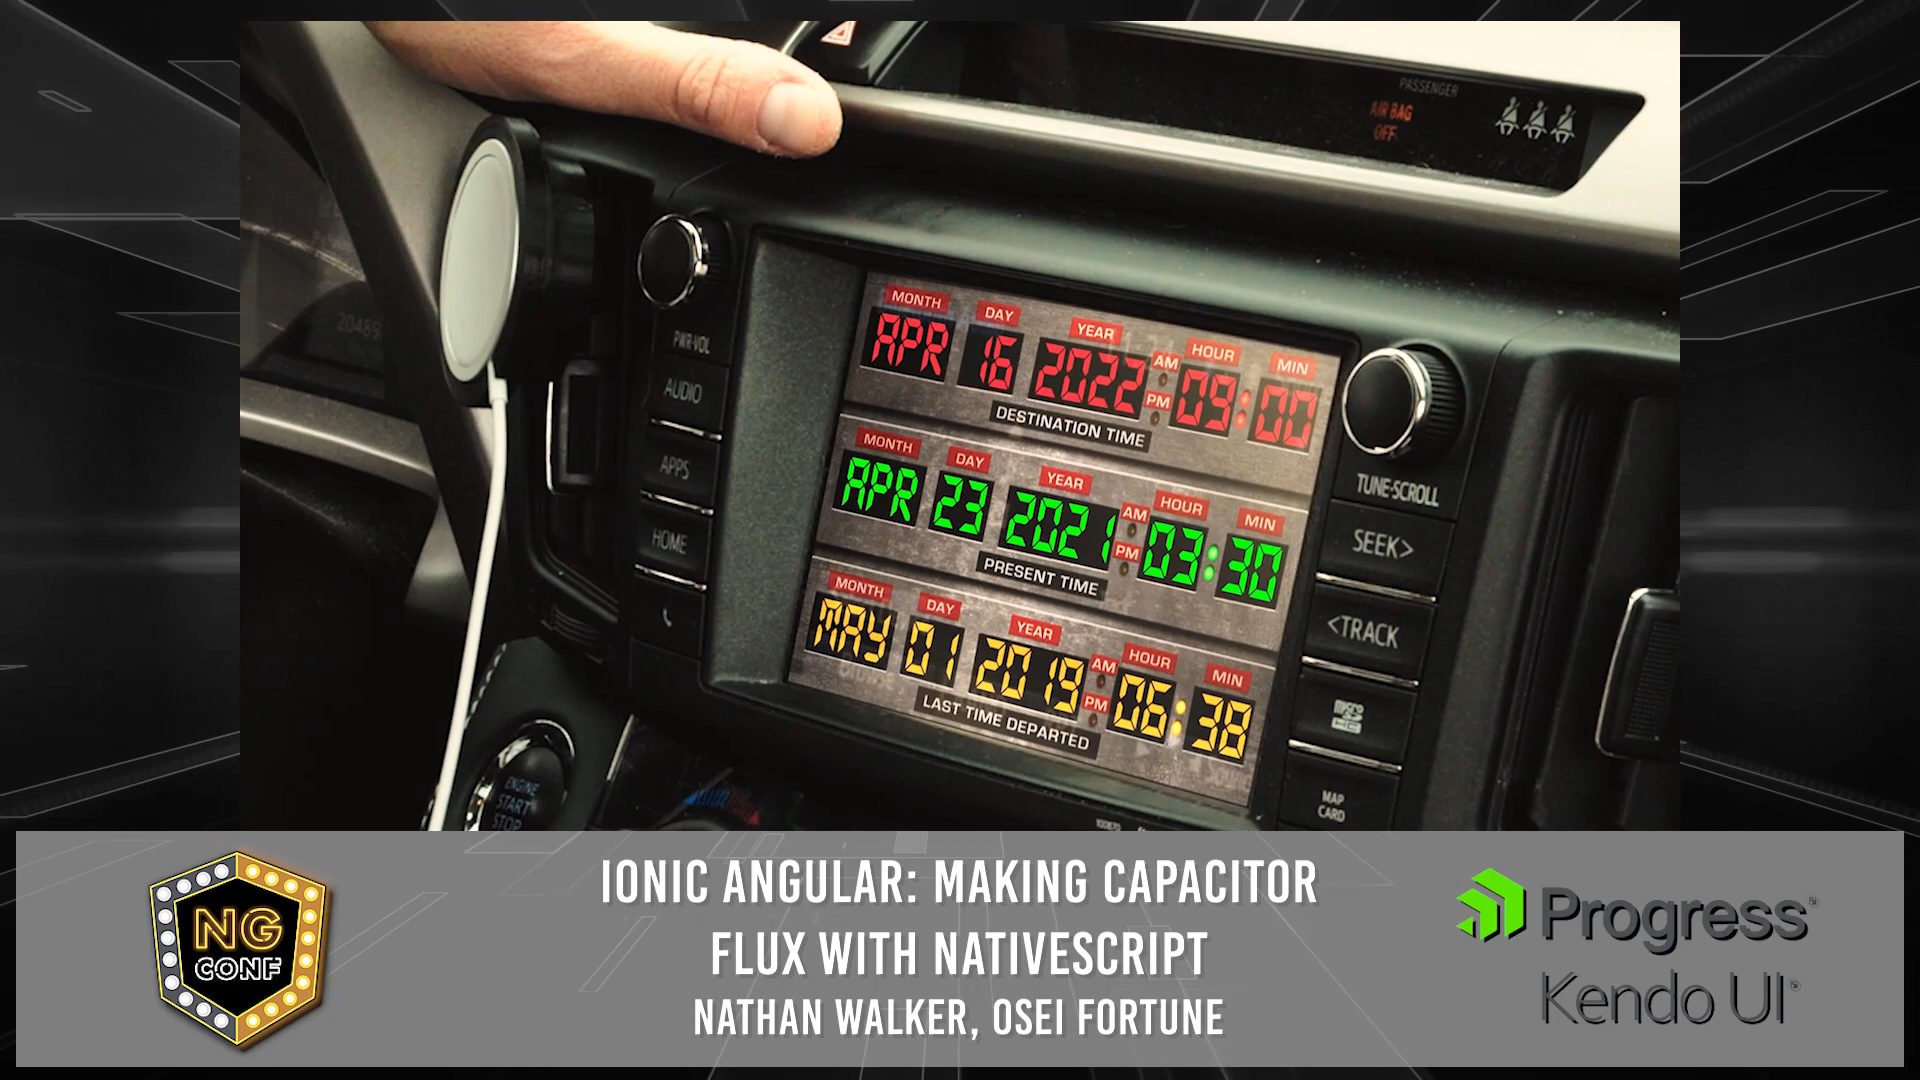 PASSENGER
AIR BAG
OFF
20489
PWR·VOL
AUDIO
APPS
HOME
MONTH DAY YEAR HOUR MIN
APR 16 2022 AM PM 09:00
DESTINATION TIME
MONTH DAY YEAR HOUR MIN
APR 23 2021 AM PM 03:30
PRESENT TIME
MONTH DAY YEAR HOUR MIN
MAY 01 2019 AM PM 06:38
LAST TIME DEPARTED
TUNE·SCROLL
SEEK>
<TRACK
micro
SD
HC
MAP
CARD
ENGINE
START
STOP
NG
CONF
IONIC ANGULAR: MAKING CAPACITOR
FLUX WITH NATIVESCRIPT
NATHAN WALKER, OSEI FORTUNE
Progress®
Kendo UI®